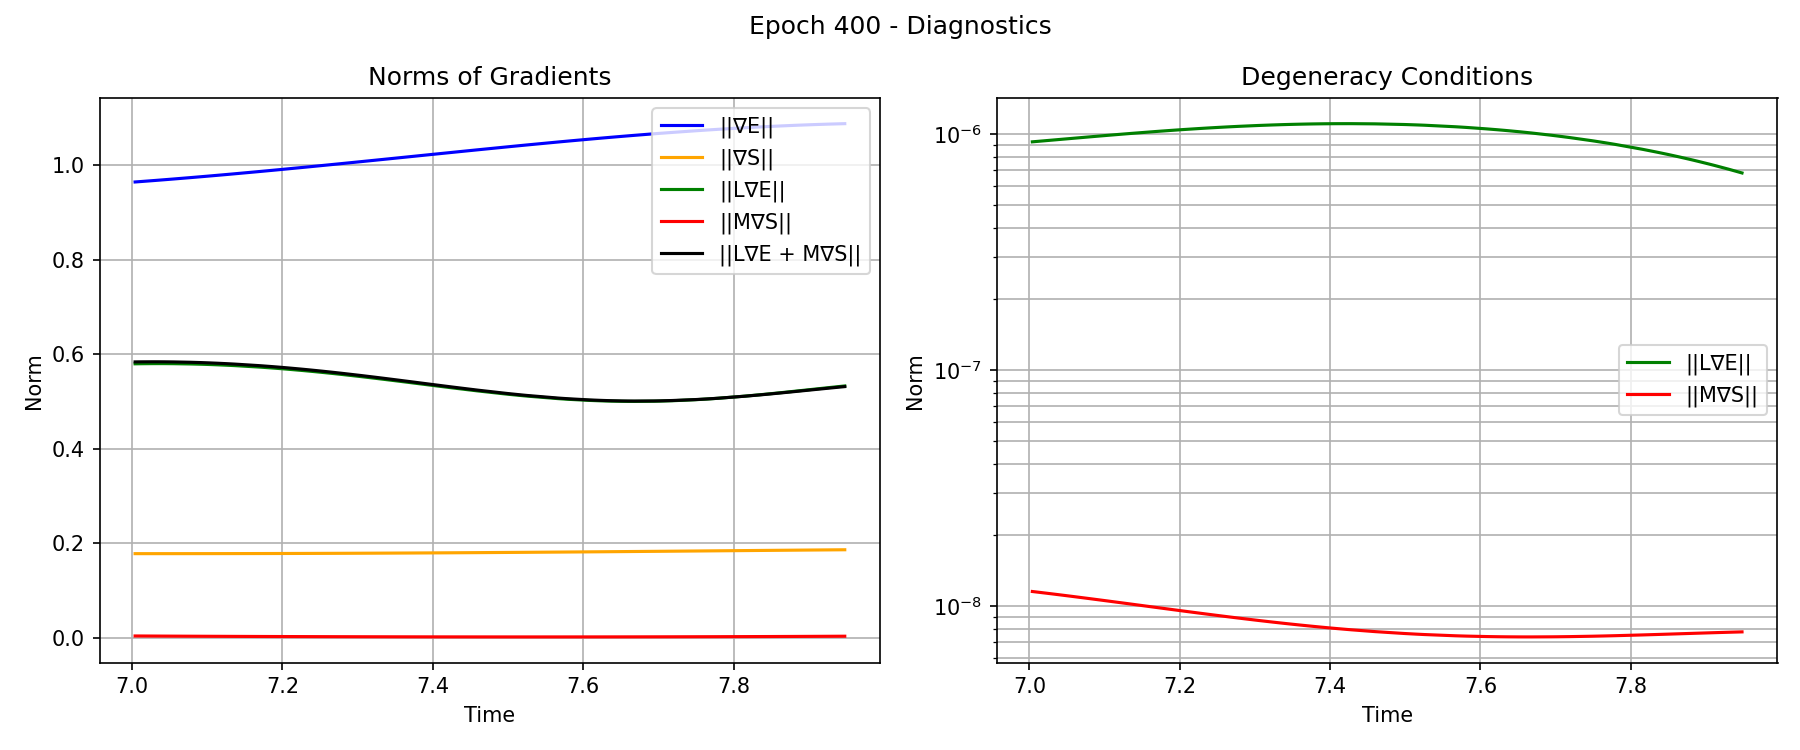 Epoch 400 - Diagnostics
Norms of Gradients
Norm
1.0
0.8
0.6
0.4
0.2
0.0
7.0 7.2 7.4 7.6 7.8
Time
||∇E||
||∇S||
||L∇E||
||M∇S||
||L∇E + M∇S||
Degeneracy Conditions
Norm
10⁻⁶
10⁻⁷
10⁻⁸
7.0 7.2 7.4 7.6 7.8
Time
||L∇E||
||M∇S||